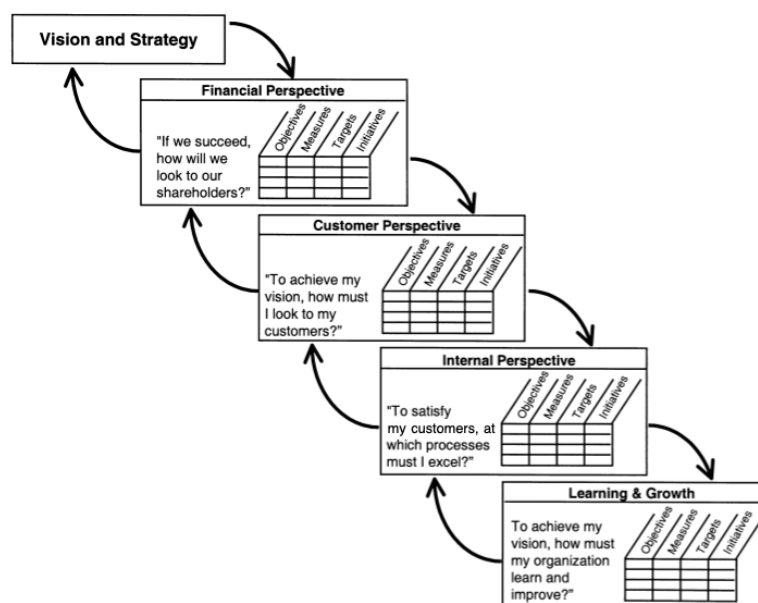 Vision and Strategy
Financial Perspective
"If we succeed,
how will we
look to our
shareholders?"
Objectives
Measures
Targets
Initiatives
Customer Perspective
"To achieve my
vision, how must
I look to my
customers?"
Objectives
Measures
Targets
Initiatives
Internal Perspective
"To satisfy
my customers, at
which processes
must I excel?"
Objectives
Measures
Targets
Initiatives
Learning & Growth
To achieve my
vision, how must
my organization
learn and
improve?"
Objectives
Measures
Targets
Initiatives